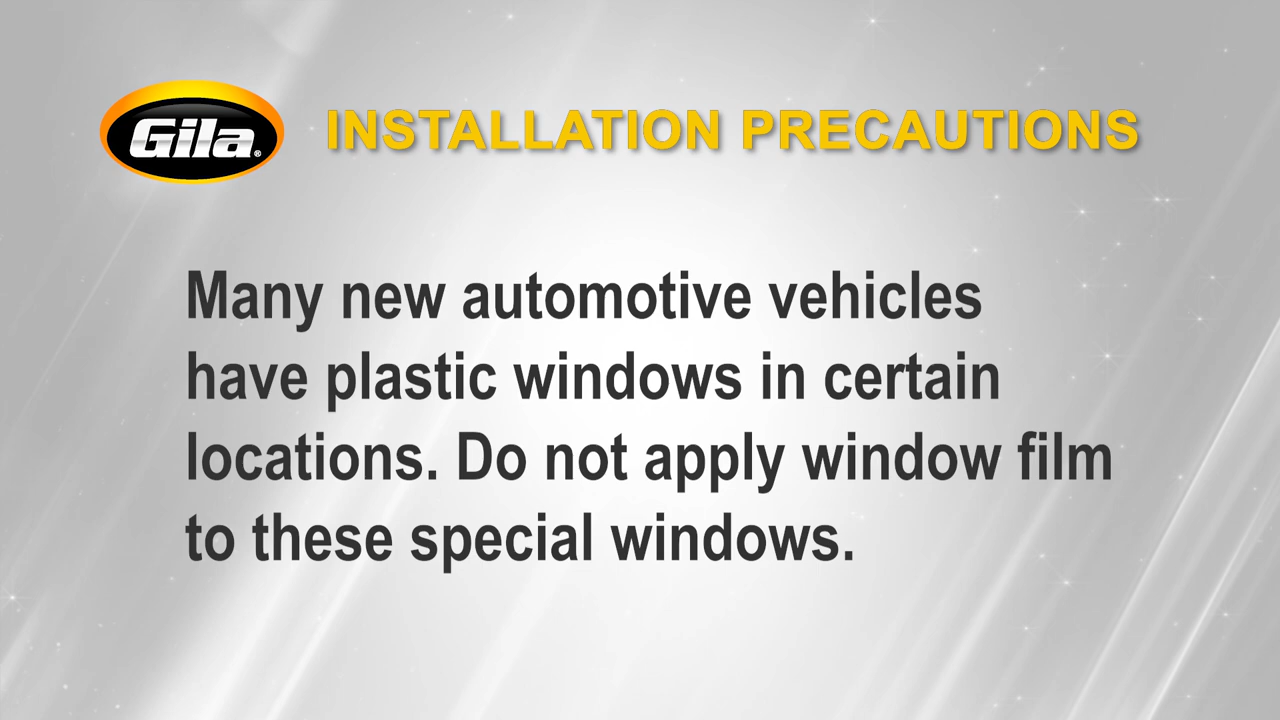 Gila®
INSTALLATION PRECAUTIONS
Many new automotive vehicles
have plastic windows in certain
locations. Do not apply window film
to these special windows.